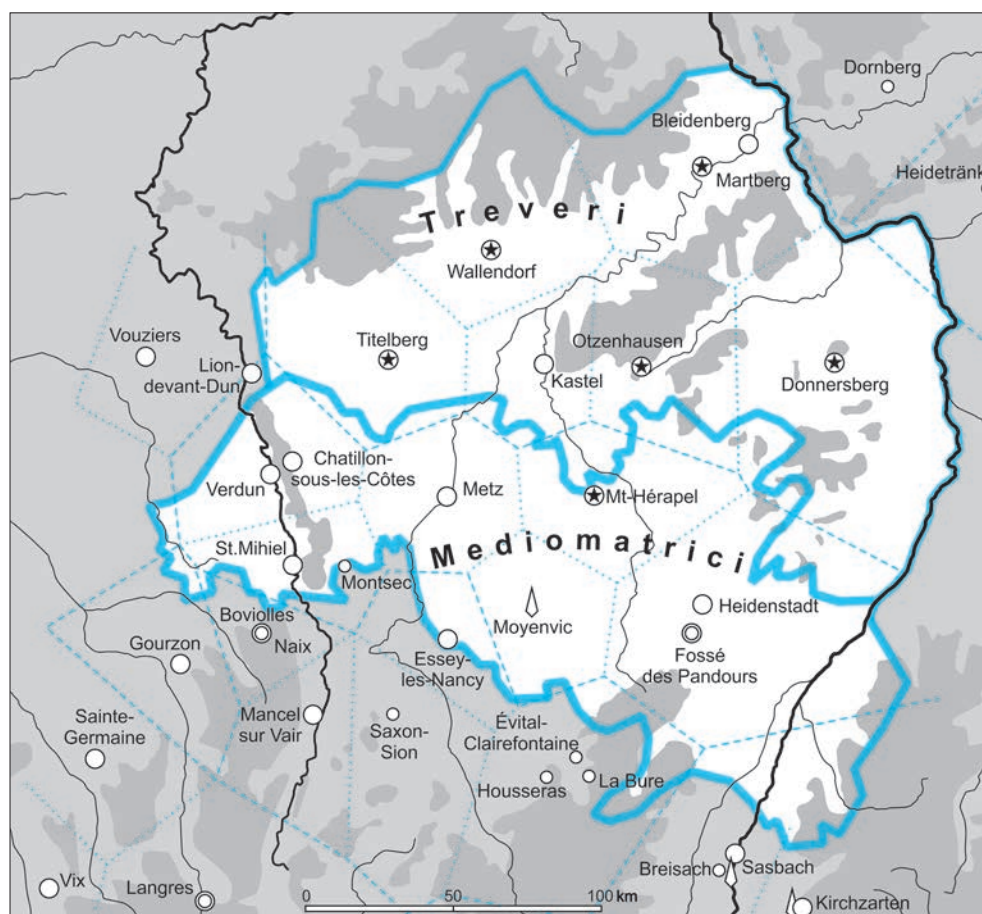 Dornberg
Bleidenberg
Martberg
Heidetränk
Treveri
Wallendorf
Vouziers
Titelberg
Otzenhausen
Lion-
devant-Dun
Kastel
Donnersberg
Chatillon-
sous-les-Côtes
Verdun
Metz
Mt-Hérapel
Mediomatrici
St.Mihiel
Montsec
Heidenstadt
Boviolles
Moyenvic
Gourzon
Naix
Essey-
les-Nancy
Fossé
des Pandours
Sainte-
Germaine
Mancel
sur Vair
Saxon-
Sion
Évital-
Clairefontaine
Housseras
La Bure
Breisach
Sasbach
Vix
Langres
0 50 100 km
Kirchzarten